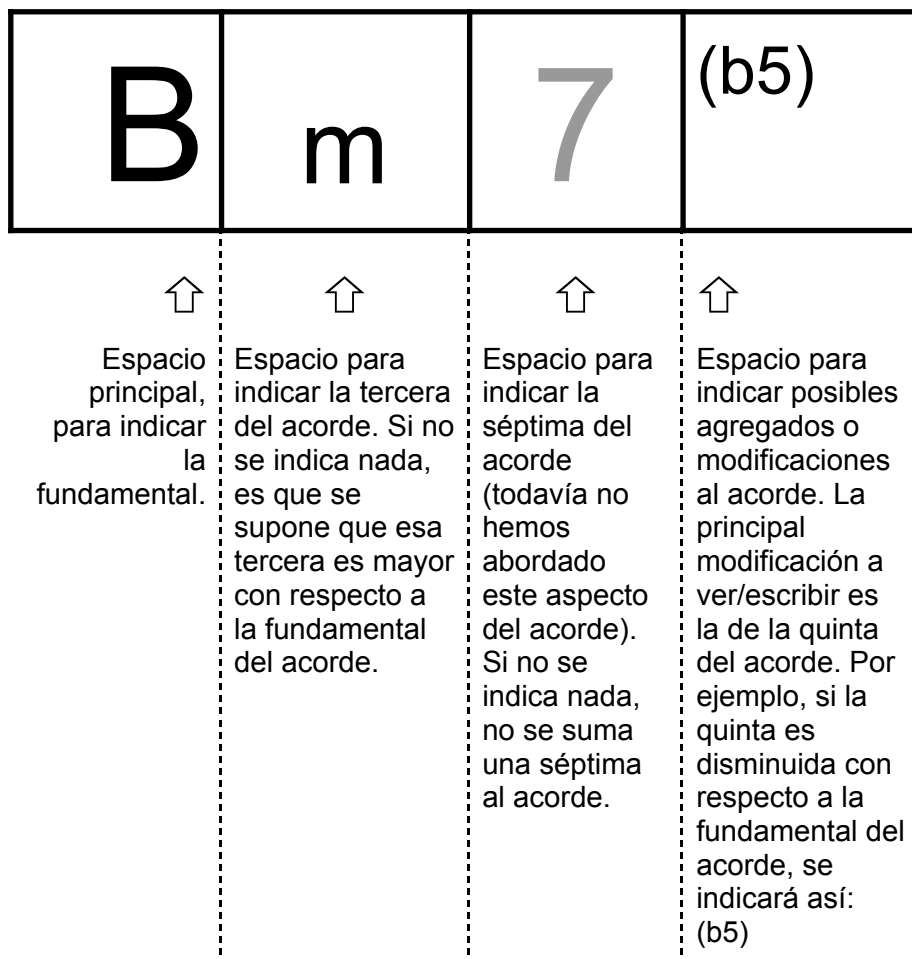 B m 7 (b5)
Espacio
principal,
para indicar
la
fundamental.
Espacio para
indicar la tercera
del acorde. Si no
se indica nada,
es que se
supone que esa
tercera es mayor
con respecto a
la fundamental
del acorde.
Espacio para
indicar la
séptima del
acorde
(todavía no
hemos
abordado
este aspecto
del acorde).
Si no se
indica nada,
no se suma
una séptima
al acorde.
Espacio para
indicar posibles
agregados o
modificaciones
al acorde. La
principal
modificación a
ver/escribir es
la de la quinta
del acorde. Por
ejemplo, si la
quinta es
disminuida con
respecto a la
fundamental del
acorde, se
indicará así:
(b5)